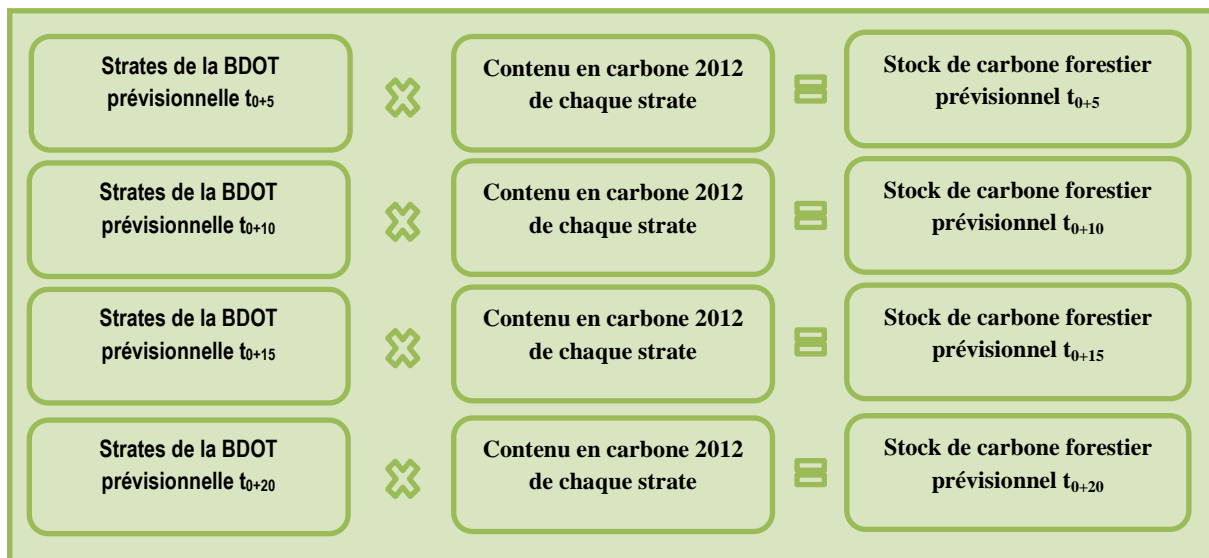 Strates de la BDOT
prévisionnelle t0+5
Contenu en carbone 2012
de chaque strate
Stock de carbone forestier
prévisionnel t0+5
Strates de la BDOT
prévisionnelle t0+10
Contenu en carbone 2012
de chaque strate
Stock de carbone forestier
prévisionnel t0+10
Strates de la BDOT
prévisionnelle t0+15
Contenu en carbone 2012
de chaque strate
Stock de carbone forestier
prévisionnel t0+15
Strates de la BDOT
prévisionnelle t0+20
Contenu en carbone 2012
de chaque strate
Stock de carbone forestier
prévisionnel t0+20